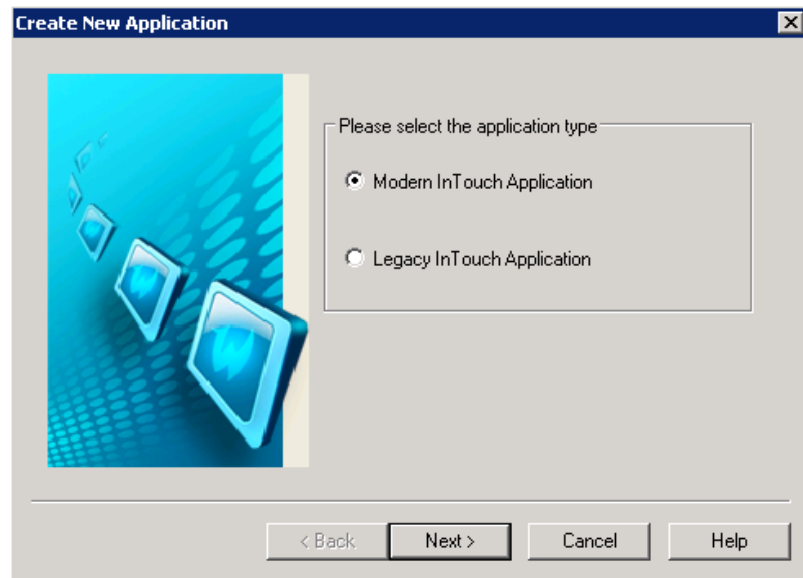 Create New Application
Please select the application type
Modern InTouch Application
Legacy InTouch Application
< Back Next > Cancel Help